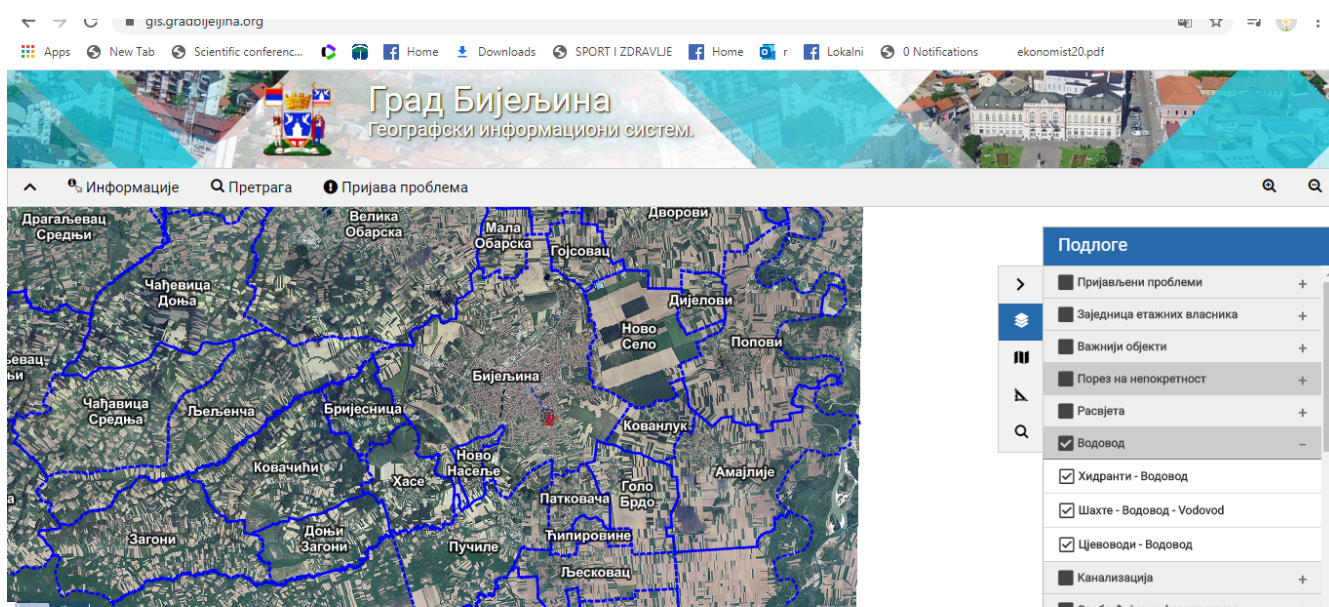 gis.gradbijeljina.org
Apps New Tab Scientific conferenc... Home Downloads SPORT I ZDRAVLJE Home r Lokalni 0 Notifications ekonomist20.pdf
Град Бијељина
Географски информациони систем.
Информације Претрага Пријава проблема
Драгаљевац
Средњи
Велика
Обарска
Мала
Обарска
Гојсовац
Дворови
Чађевица
Доња
Дијелови
Ново
Село
Попови
Бијељина
Чађавица
Средња
Љељенча
Бријесница
Кованлук
Ново
Насеље
Ковачићи
Хасе
Амајлије
Голо
Брдо
Патковача
Загони
Доњи
Загони
Пучиле
Ћипировине
Љесковац
Подлоге
Пријављени проблеми +
Заједница етажних власника +
Важнији објекти +
Порез на непокретност +
Расвјета +
Водовод −
Хидранти - Водовод
Шахте - Водовод - Vodovod
Цјевоводи - Водовод
Канализација +